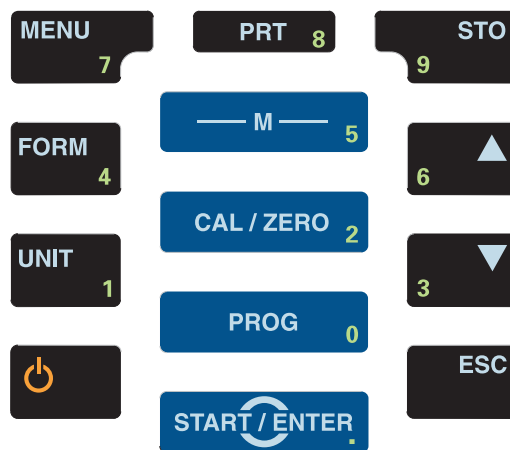 MENU
7
PRT 8
STO
9
— M — 5
FORM
4
6
CAL / ZERO 2
UNIT
1
3
PROG
0
ESC
START / ENTER
.